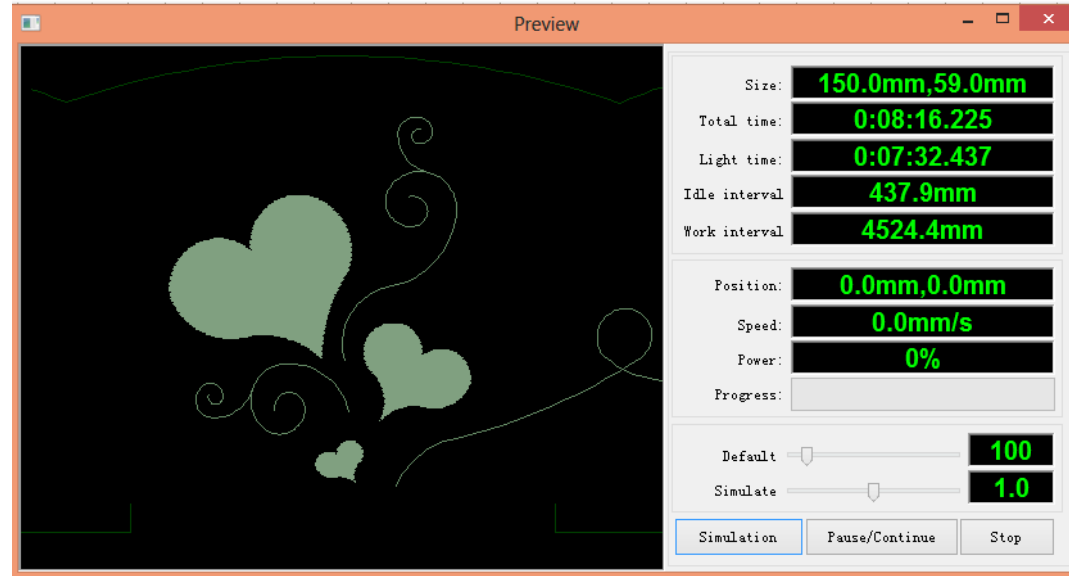 Preview
Size: 150.0mm,59.0mm
Total time: 0:08:16.225
Light time: 0:07:32.437
Idle interval 437.9mm
Work interval 4524.4mm
Position: 0.0mm,0.0mm
Speed: 0.0mm/s
Power: 0%
Progress:
Default 100
Simulate 1.0
Simulation Pause/Continue Stop